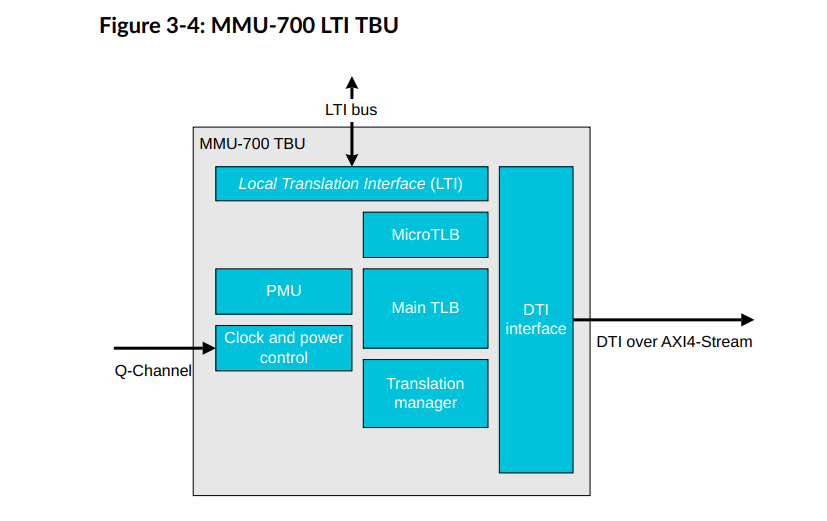 Figure 3-4: MMU-700 LTI TBU
LTI bus
MMU-700 TBU
Local Translation Interface (LTI)
MicroTLB
PMU
Main TLB
DTI
interface
Clock and power
control
Q-Channel
DTI over AXI4-Stream
Translation
manager